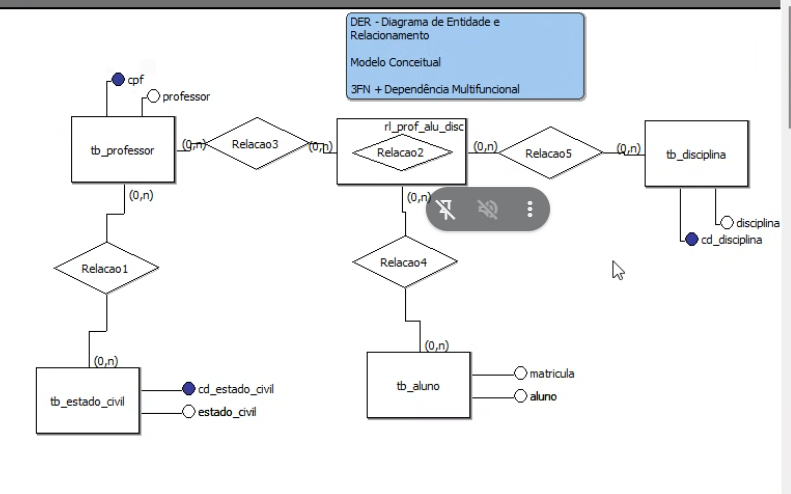 DER - Diagrama de Entidade e
Relacionamento
Modelo Conceitual
3FN + Dependência Multifuncional
cpf
professor
tb_professor
(0,n)
Relacao3
(0,n)
rl_prof_alu_disc
Relacao2
(0,n)
Relacao5
(0,n)
tb_disciplina
(0,n)
(0,n)
disciplina
cd_disciplina
Relacao1
Relacao4
(0,n)
(0,n)
tb_estado_civil
cd_estado_civil
estado_civil
tb_aluno
matricula
aluno